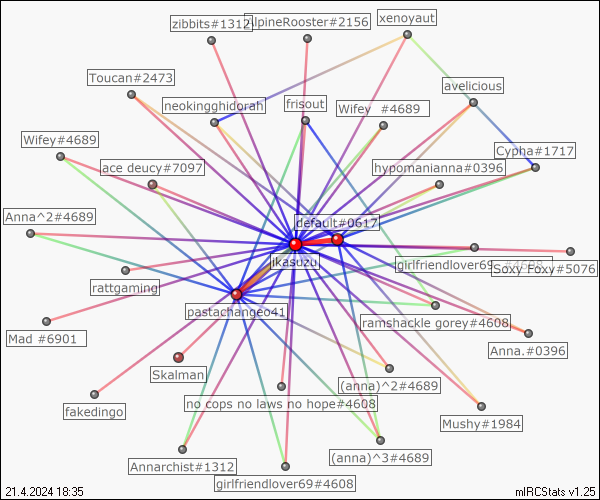 zibbits#1312
AlpineRooster#2156
xenoyaut
Toucan#2473
avelicious
neokingghidorah
frisout
Wifey #4689
Wifey#4689
Cypha#1717
ace deucy#7097
hypomanianna#0396
Anna^2#4689
default#0617
jkasuzu
girlfriendlover69
Soxy Foxy#5076
rattgaming
pastachangeo41
ramshackle gorey#4608
Mad #6901
Anna.#0396
Skalman
(anna)^2#4689
no cops no laws no hope#4608
fakedingo
Mushy#1984
Annarchist#1312
(anna)^3#4689
girlfriendlover69#4608
21.4.2024 18:35
mIRCStats v1.25